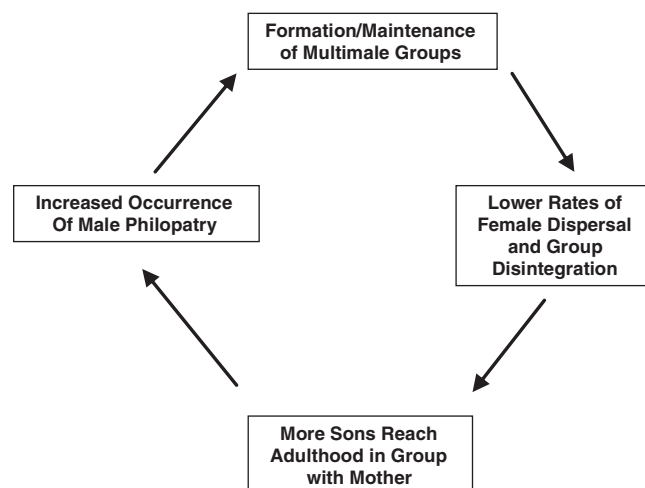 Formation/Maintenance
of Multimale Groups
Lower Rates of
Female Dispersal
and Group
Disintegration
More Sons Reach
Adulthood in Group
with Mother
Increased Occurrence
Of Male Philopatry